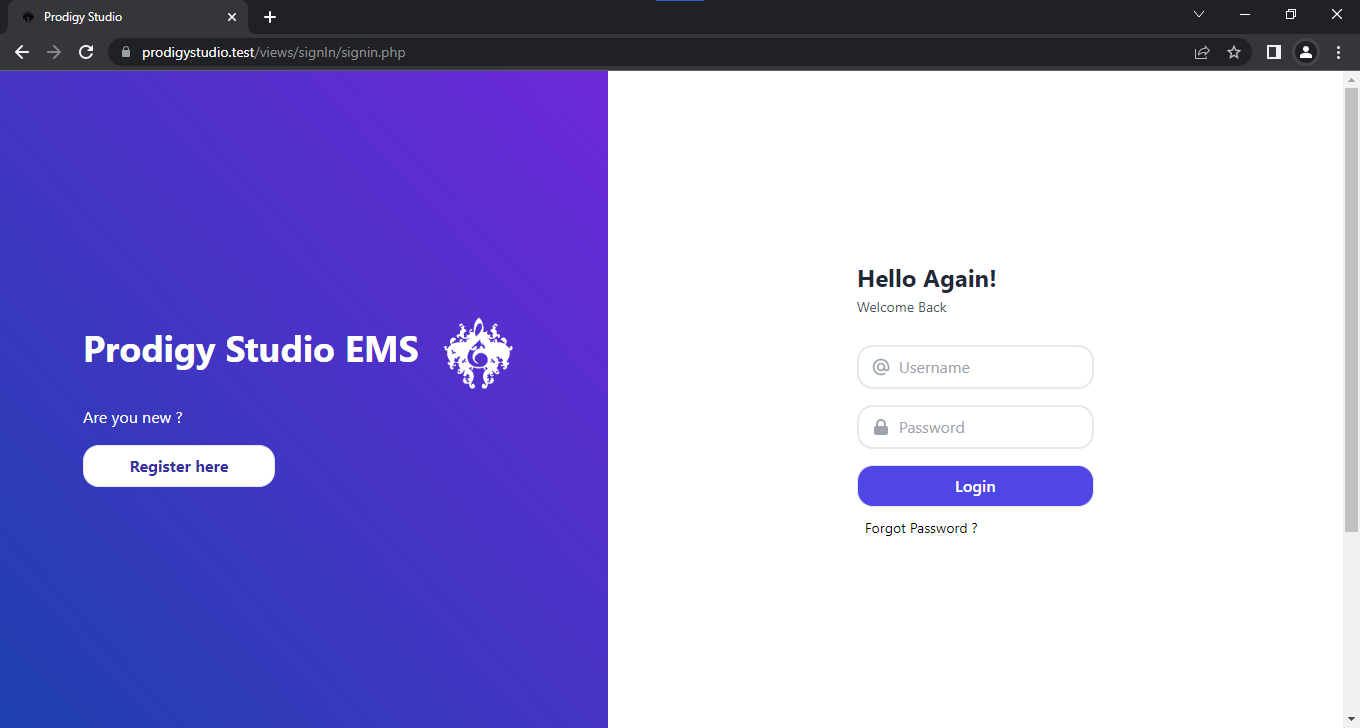 Prodigy Studio
prodigystudio.test/views/signIn/signin.php
Prodigy Studio EMS
Are you new ?
Register here
Hello Again!
Welcome Back
Username
Password
Login
Forgot Password ?